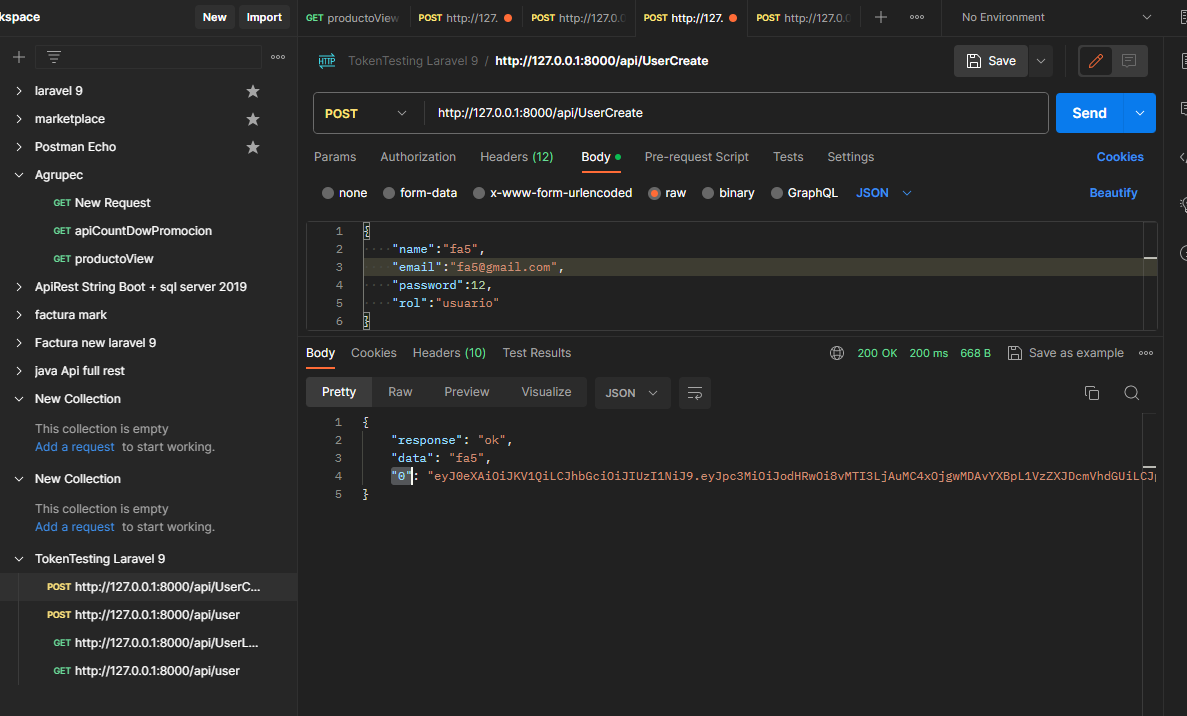 kspace
New
Import
GET productoView
POST http://127.
POST http://127.0.0
POST http://127.
POST http://127.0.0
No Environment
TokenTesting Laravel 9 / http://127.0.0.1:8000/api/UserCreate
Save
laravel 9
marketplace
Postman Echo
Agrupec
GET New Request
GET apiCountDowPromocion
GET productoView
ApiRest String Boot + sql server 2019
factura mark
Factura new laravel 9
java Api full rest
New Collection
This collection is empty
Add a request to start working.
New Collection
This collection is empty
Add a request to start working.
TokenTesting Laravel 9
POST http://127.0.0.1:8000/api/UserC...
POST http://127.0.0.1:8000/api/user
GET http://127.0.0.1:8000/api/UserL...
GET http://127.0.0.1:8000/api/user
HTTP
POST http://127.0.0.1:8000/api/UserCreate
Send
Params Authorization Headers (12) Body Pre-request Script Tests Settings Cookies
none form-data x-www-form-urlencoded raw binary GraphQL JSON Beautify
1 {
2 "name":"fa5",
3 "email":"fa5@gmail.com",
4 "password":12,
5 "rol":"usuario"
6 }
Body Cookies Headers (10) Test Results 200 OK 200 ms 668 B Save as example
Pretty Raw Preview Visualize JSON
1 {
2 "response": "ok",
3 "data": "fa5",
4 "0": "eyJ0eXAiOiJKV1QiLCJhbGciOiJIUzI1NiJ9.eyJpc3MiOiJodHRwOi8vMTI3LjAuMC4xOjgwMDAvYXBpL1VzZXJDcmVhdGUiLCJp
5 }